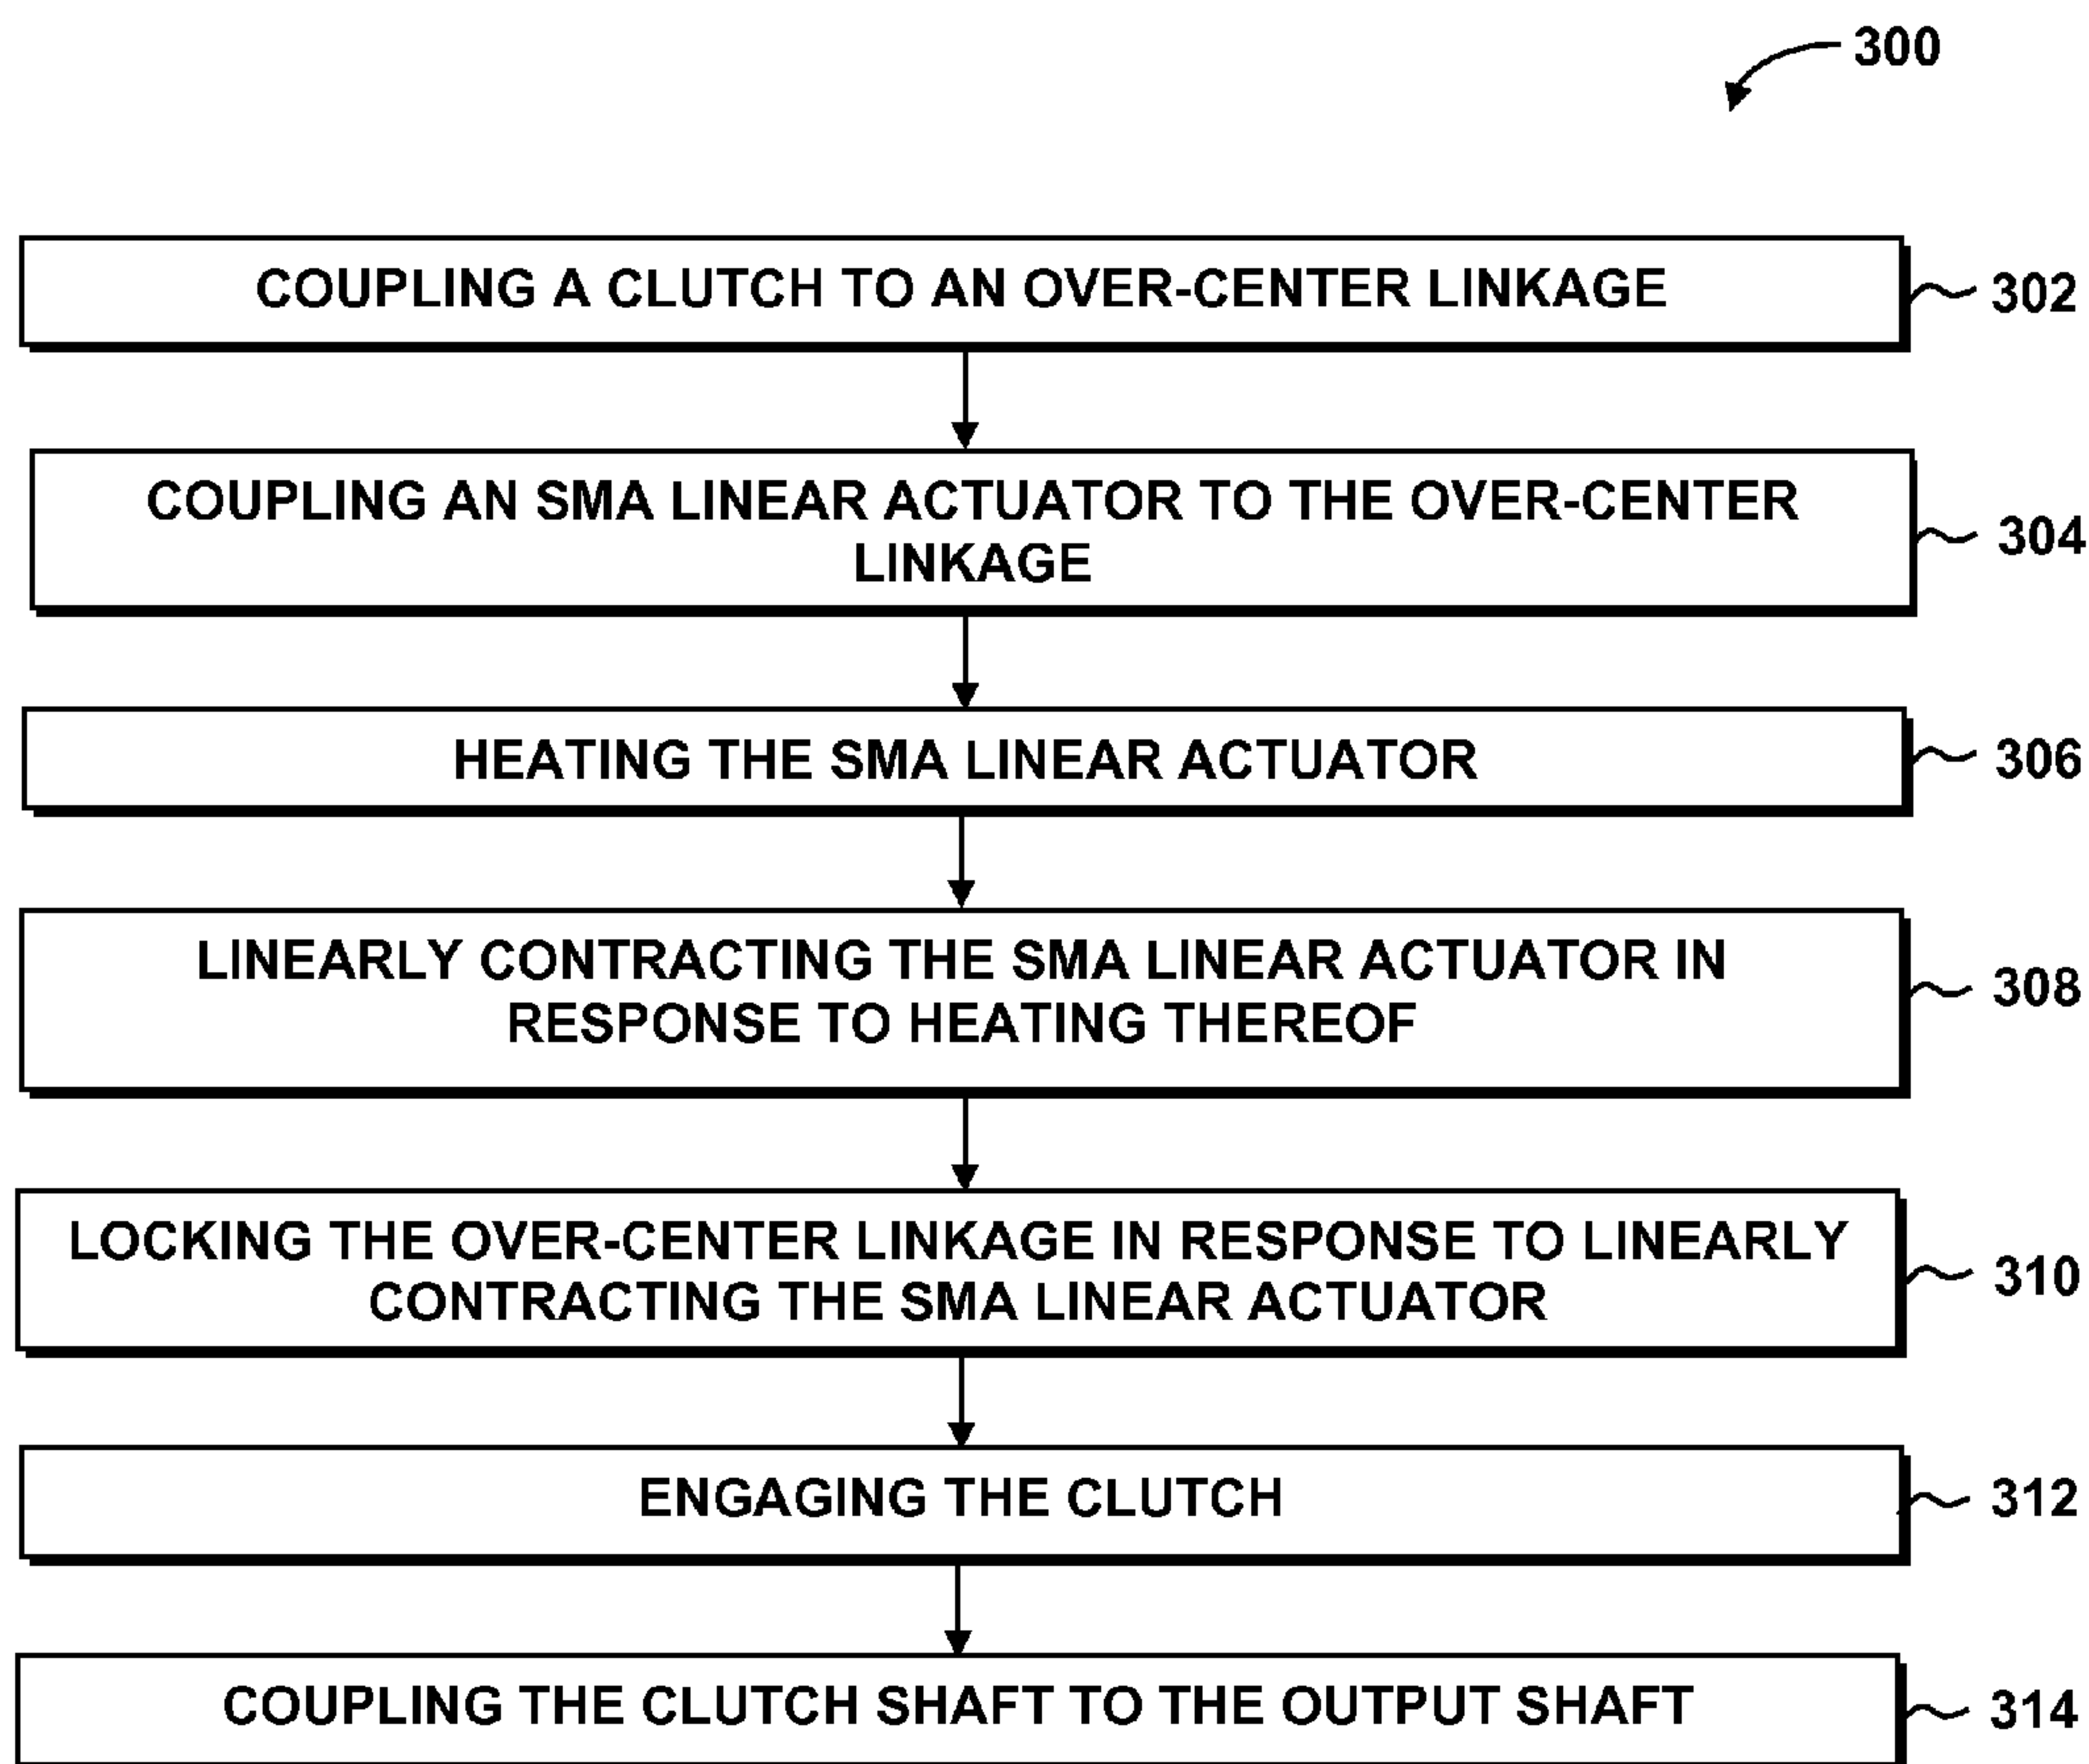 300
COUPLING A CLUTCH TO AN OVER-CENTER LINKAGE
302
COUPLING AN SMA LINEAR ACTUATOR TO THE OVER-CENTER
LINKAGE
304
HEATING THE SMA LINEAR ACTUATOR
306
LINEARLY CONTRACTING THE SMA LINEAR ACTUATOR IN
RESPONSE TO HEATING THEREOF
308
LOCKING THE OVER-CENTER LINKAGE IN RESPONSE TO LINEARLY
CONTRACTING THE SMA LINEAR ACTUATOR
310
ENGAGING THE CLUTCH
312
COUPLING THE CLUTCH SHAFT TO THE OUTPUT SHAFT
314